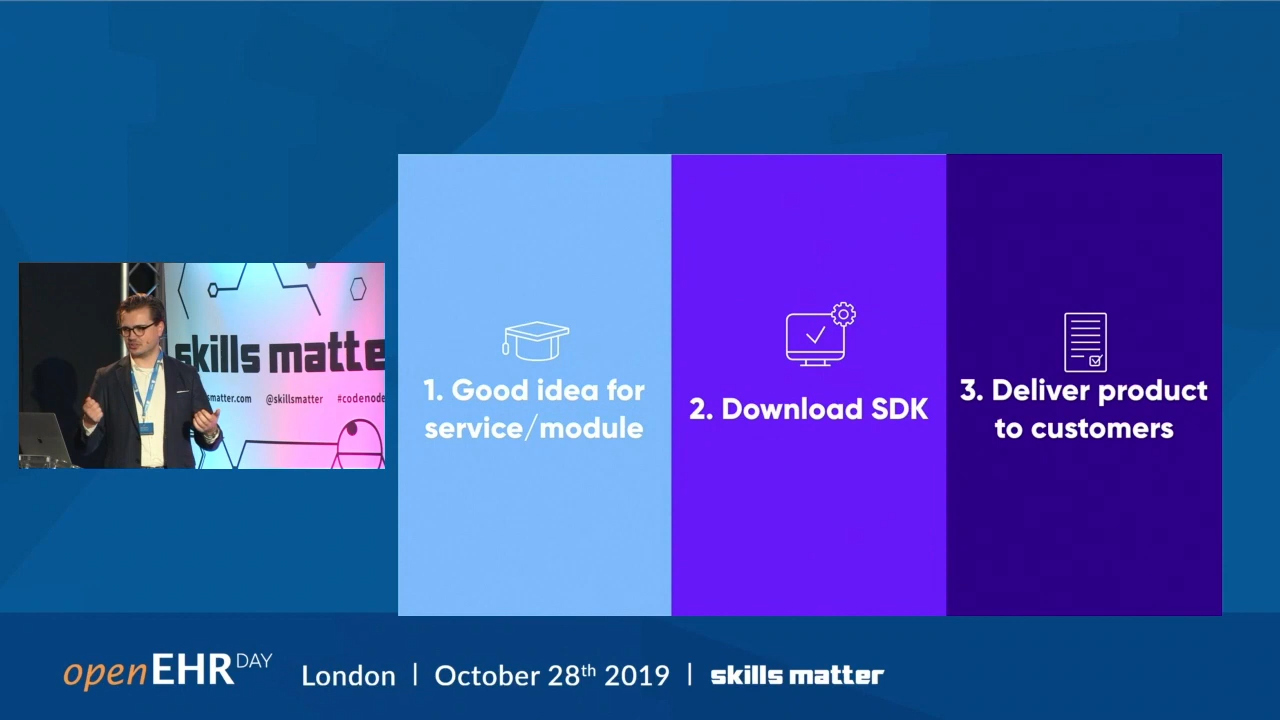 skills matte
smatter.com @skillsmatter #codenode
1. Good idea for
service/module
2. Download SDK
3. Deliver product
to customers
openEHR DAY London | October 28th 2019 | skills matter